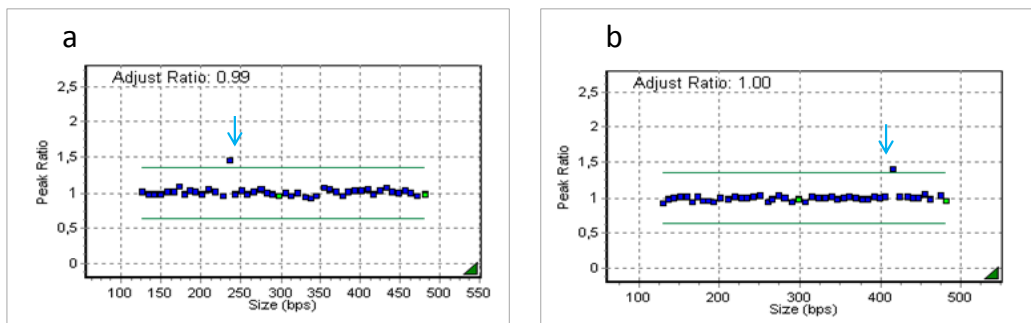 a
Adjust Ratio: 0.99
2,5
2
1,5
1
0,5
0
Peak Ratio
100 150 200 250 300 350 400 450 500 550
Size (bps)
b
Adjust Ratio: 1.00
2,5
2
1,5
1
0,5
0
Peak Ratio
100 200 300 400 500
Size (bps)